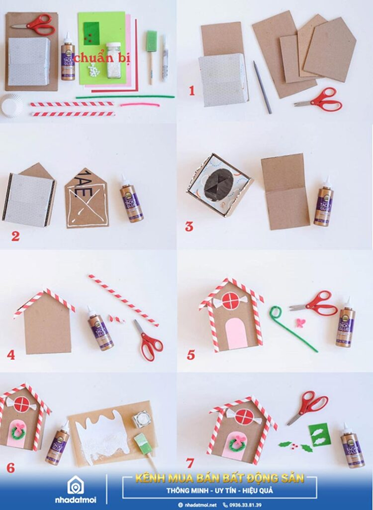 chuẩn bị
1
2
3
4
5
6
7
nhadatmoi
KÊNH MUA BÁN BẤT ĐỘNG SẢN
THÔNG MINH - UY TÍN - HIỆU QUẢ
nhadatmoi.net
0936.33.81.39